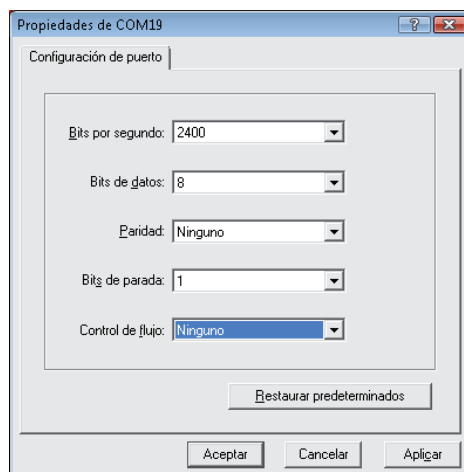 Propiedades de COM19
Configuración de puerto
Bits por segundo: 2400
Bits de datos: 8
Paridad: Ninguno
Bits de parada: 1
Control de flujo: Ninguno
Restaurar predeterminados
Aceptar Cancelar Aplicar